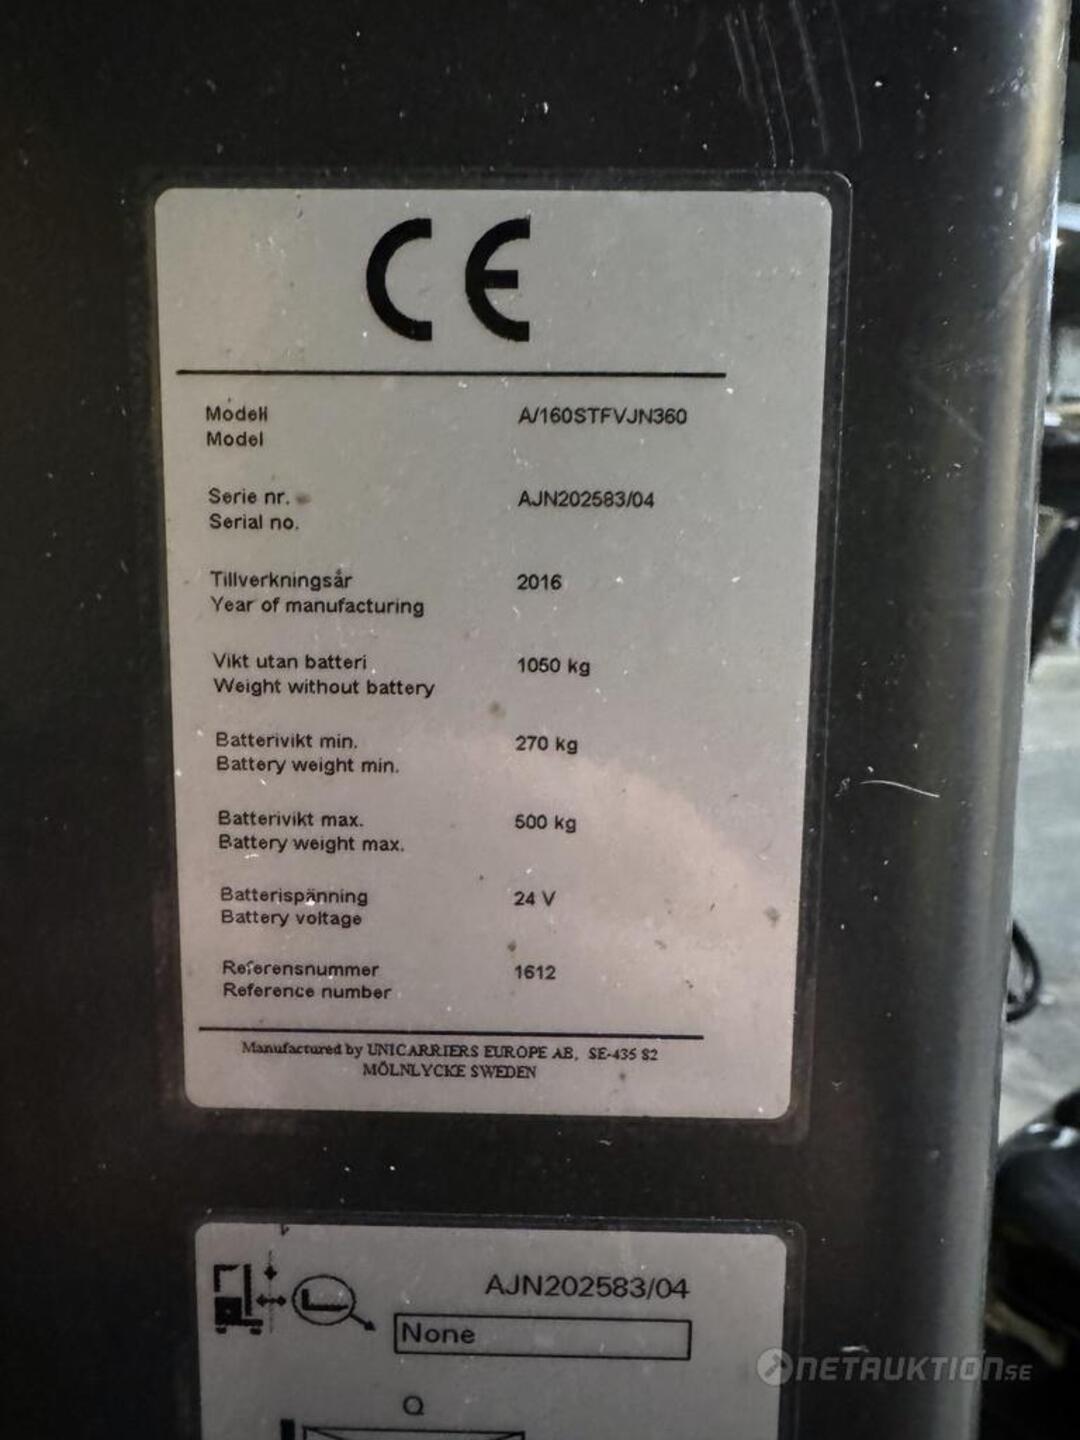 CE
Modell A/160STFVJN360
Model
Serie nr. AJN202583/04
Serial no.
Tillverkningsår 2016
Year of manufacturing
Vikt utan batteri 1050 kg
Weight without battery
Batterivikt min. 270 kg
Battery weight min.
Batterivikt max. 500 kg
Battery weight max.
Batterispänning 24 V
Battery voltage
Referensnummer 1612
Reference number
Manufactured by UNICARRIERS EUROPE AB, SE-435 82
MÖLNLYCKE SWEDEN
AJN202583/04
None
Q
NETAUKTION.SE